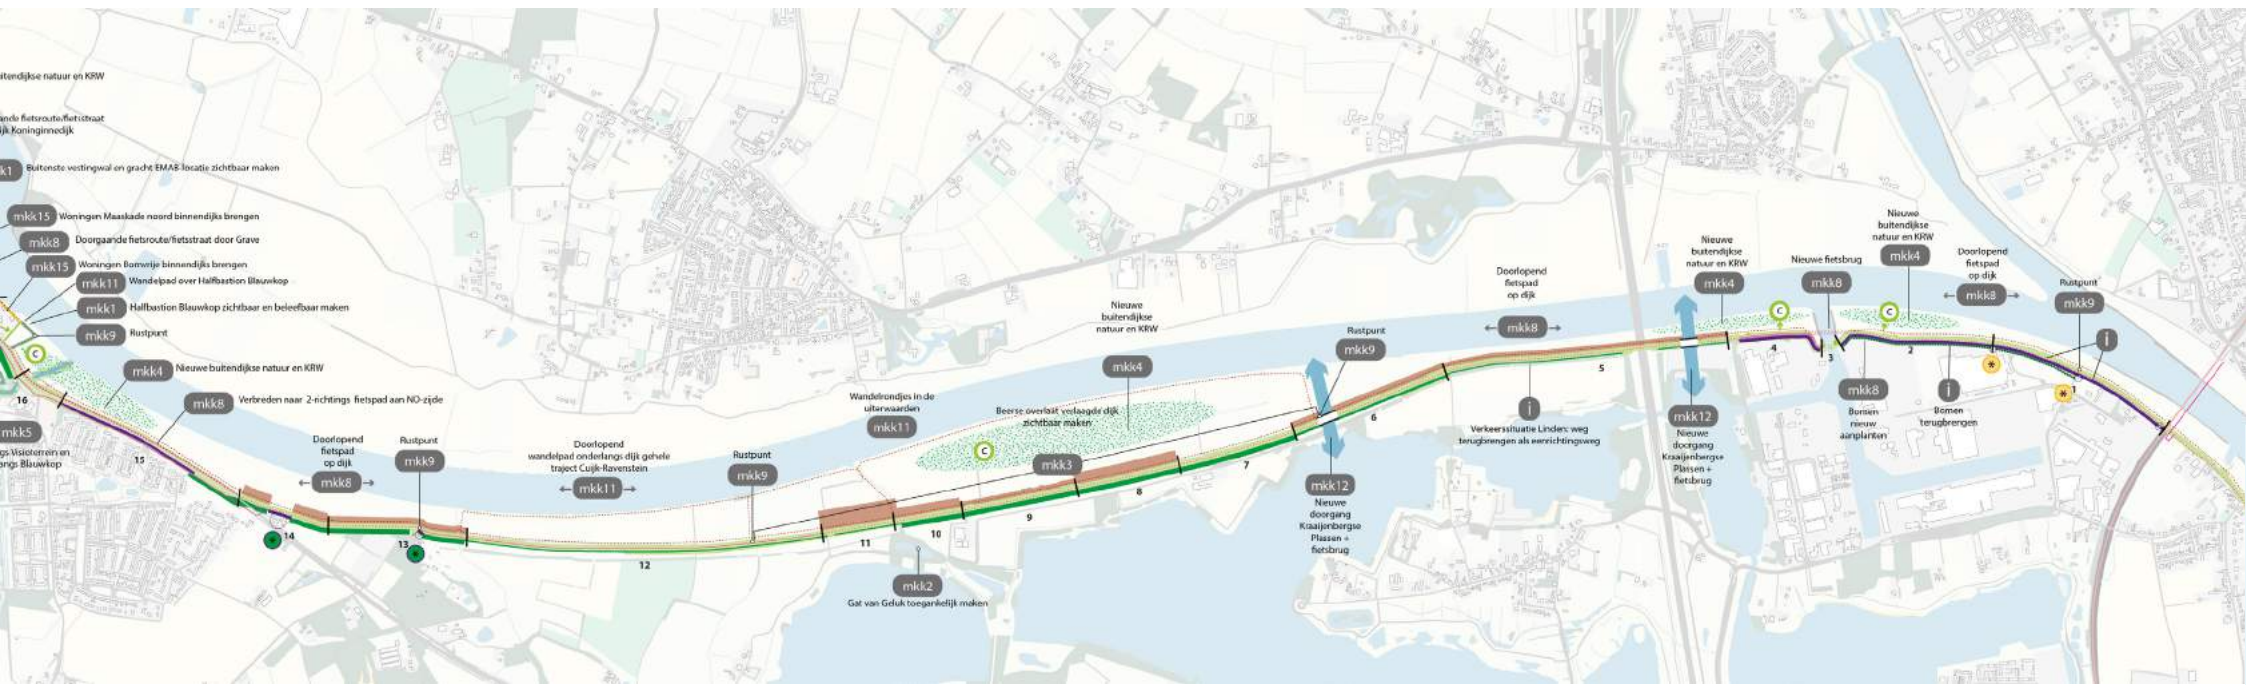 itendijkse natuur en KRW
ande fietsroute/fietsstraat
ijk Koninginnedijk
k1 Buitenste vestingwal en gracht EMAB-locatie zichtbaar maken
mkk15 Woningen Maaskade noord binnendijks brengen
mkk8 Doorgaande fietsroute/fietsstraat door Grave
mkk15 Woningen Bomvrije binnendijks brengen
mkk11 Wandelpad over Halfbastion Blauwkop
mkk1 Halfbastion Blauwkop zichtbaar en beleefbaar maken
mkk9 Rustpunt
C
mkk4 Nieuwe buitendijkse natuur en KRW
16
mkk8 Verbreden naar 2-richtings fietspad aan NO-zijde
mkk5
gs Visioterrein en
angs Blauwkop
15
Doorlopend
fietspad
op dijk
mkk8
14
Rustpunt
mkk9
13
Doorlopend
wandelpad onderlangs dijk gehele
traject Cuijk-Ravenstein
mkk11
12
Rustpunt
mkk9
Wandelrondjes in de
uiterwaarden
mkk11
11
10
mkk2
Gat van Geluk toegankelijk maken
Nieuwe
buitendijkse
natuur en KRW
mkk4
Beerse overlaat verlaagde dijk
zichtbaar maken
C
mkk3
9
8
7
Rustpunt
mkk9
6
mkk12
Nieuwe
doorgang
Kraaijenbergse
Plassen +
fietsbrug
Doorlopend
fietspad
op dijk
mkk8
5
i
Verkeerssituatie Linden: weg
terugbrengen als eenrichtingsweg
Nieuwe
buitendijkse
natuur en KRW
mkk4
mkk12
Nieuwe
doorgang
Kraaijenbergse
Plassen +
fietsbrug
C
4
Nieuwe fietsbrug
mkk8
3
Nieuwe
buitendijkse
natuur en KRW
mkk4
C
2
mkk8
Bomen
nieuw
aanplanten
i
Bomen
terugbrengen
Doorlopend
fietspad
op dijk
mkk8
*
*
Rustpunt
mkk9
i
1